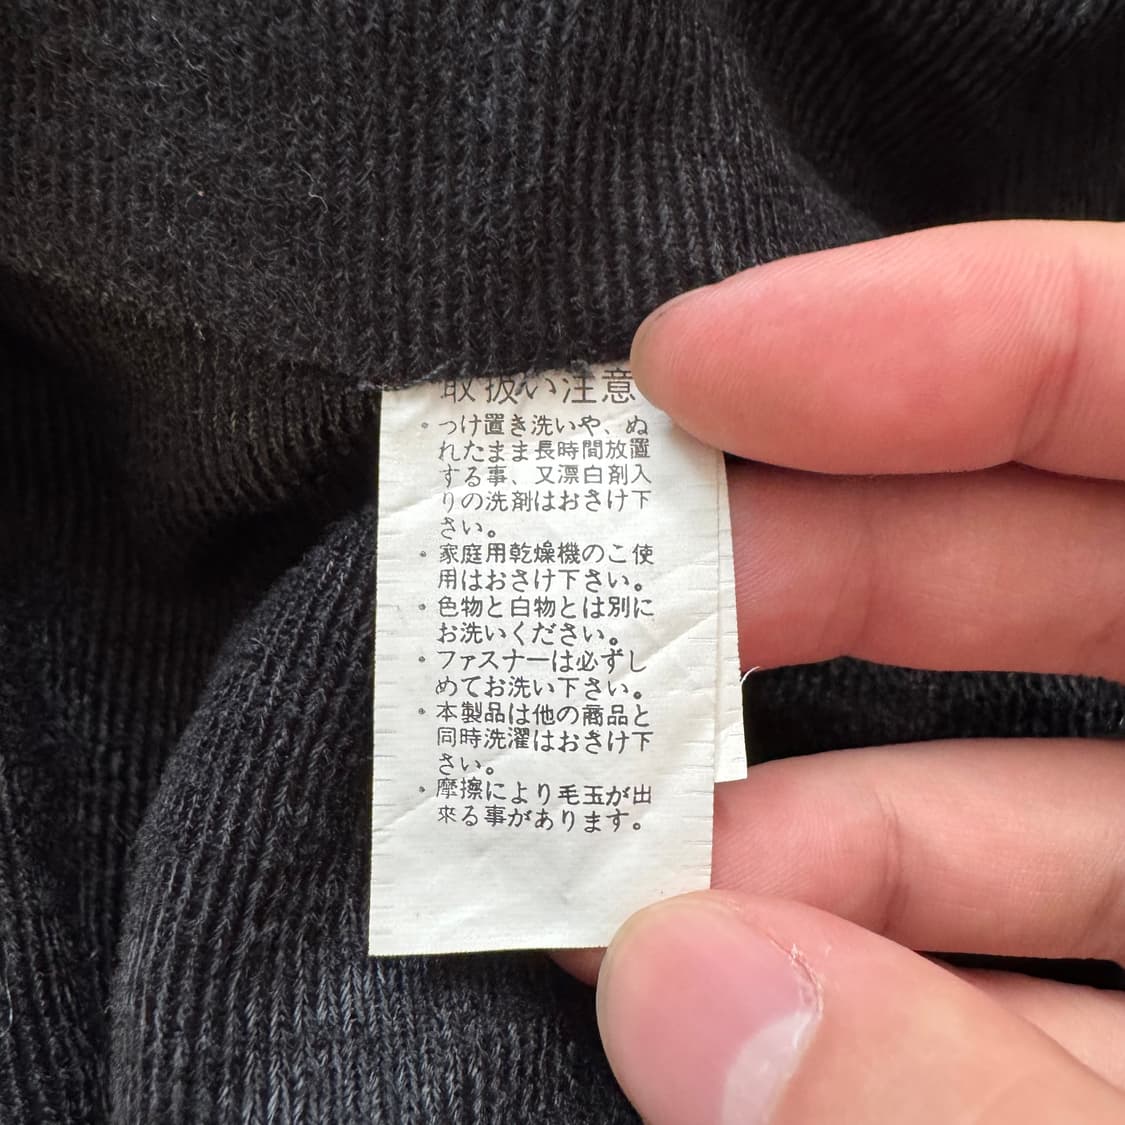 取扱い注意
・つけ置き洗いや、ぬ
れたまま長時間放置
する事、又漂白剤入
りの洗剤はおさけ下
さい。
・家庭用乾燥機のこ使
用はおさけ下さい。
・色物と白物とは別に
お洗いください。
・ファスナーは必ずし
めてお洗い下さい。
・本製品は他の商品と
同時洗濯はおさけ下
さい。
・摩擦により毛玉が出
來る事があります。